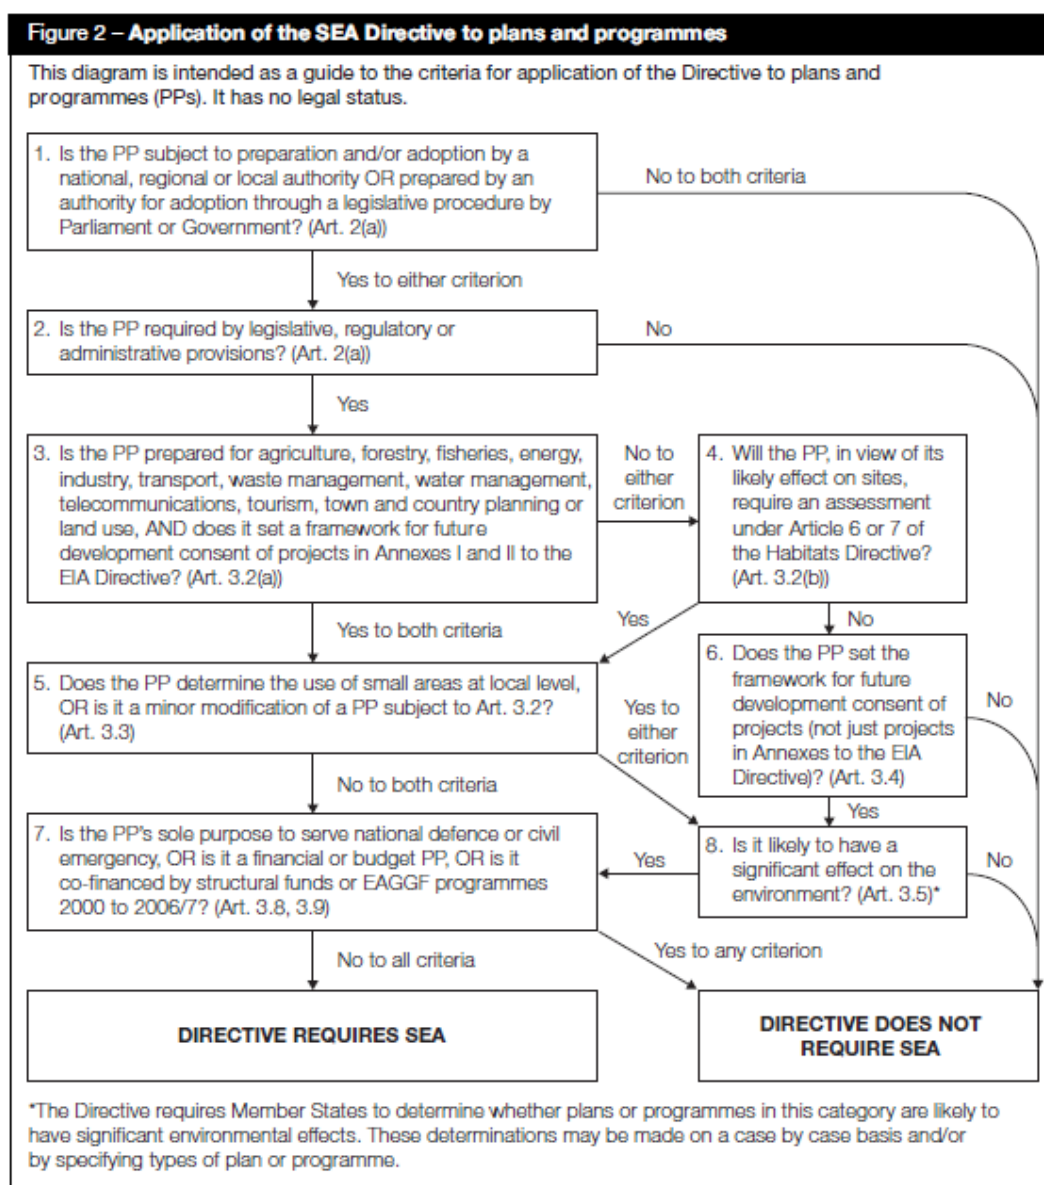 Figure 2 – Application of the SEA Directive to plans and programmes
This diagram is intended as a guide to the criteria for application of the Directive to plans and
programmes (PPs). It has no legal status.
1. Is the PP subject to preparation and/or adoption by a
national, regional or local authority OR prepared by an
authority for adoption through a legislative procedure by
Parliament or Government? (Art. 2(a))
No to both criteria
Yes to either criterion
2. Is the PP required by legislative, regulatory or
administrative provisions? (Art. 2(a))
No
Yes
3. Is the PP prepared for agriculture, forestry, fisheries, energy,
industry, transport, waste management, water management,
telecommunications, tourism, town and country planning or
land use, AND does it set a framework for future
development consent of projects in Annexes I and II to the
EIA Directive? (Art. 3.2(a))
No to
either
criterion
4. Will the PP, in view of its
likely effect on sites,
require an assessment
under Article 6 or 7 of
the Habitats Directive?
(Art. 3.2(b))
Yes to both criteria
Yes
No
5. Does the PP determine the use of small areas at local level,
OR is it a minor modification of a PP subject to Art. 3.2?
(Art. 3.3)
Yes to
either
criterion
6. Does the PP set the
framework for future
development consent of
projects (not just projects
in Annexes to the EIA
Directive)? (Art. 3.4)
No
No to both criteria
Yes
7. Is the PP's sole purpose to serve national defence or civil
emergency, OR is it a financial or budget PP, OR is it
co-financed by structural funds or EAGGF programmes
2000 to 2006/7? (Art. 3.8, 3.9)
Yes
8. Is it likely to have a
significant effect on the
environment? (Art. 3.5)*
No
No to all criteria
Yes to any criterion
DIRECTIVE REQUIRES SEA
DIRECTIVE DOES NOT
REQUIRE SEA
*The Directive requires Member States to determine whether plans or programmes in this category are likely to
have significant environmental effects. These determinations may be made on a case by case basis and/or
by specifying types of plan or programme.